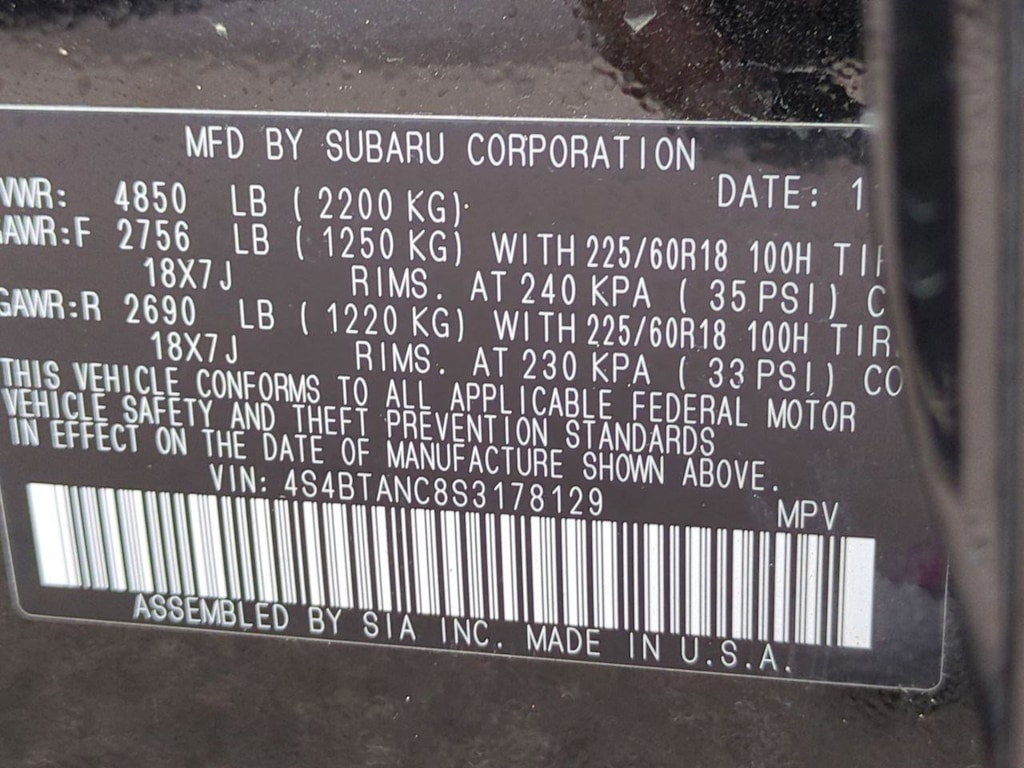 MFD BY SUBARU CORPORATION
DATE: 1
VWR: 4850 LB ( 2200 KG)
AWR:F 2756 LB ( 1250 KG) WITH 225/60R18 100H TIR
18X7J RIMS. AT 240 KPA ( 35 PSI) C
GAWR:R 2690 LB ( 1220 KG) WITH 225/60R18 100H TIR
18X7J RIMS. AT 230 KPA ( 33 PSI) CO
THIS VEHICLE CONFORMS TO ALL APPLICABLE FEDERAL MOTOR
VEHICLE SAFETY AND THEFT PREVENTION STANDARDS
IN EFFECT ON THE DATE OF MANUFACTURE SHOWN ABOVE.
VIN: 4S4BTANC8S3178129 MPV
ASSEMBLED BY SIA INC. MADE IN U.S.A.